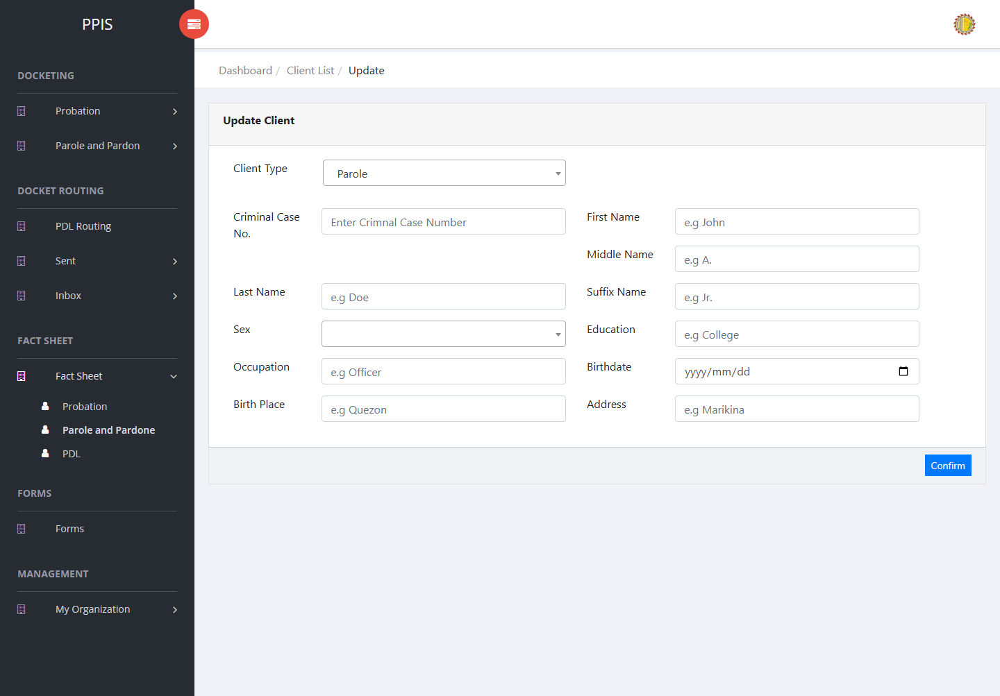 PPIS
DOCKETING
Probation
Parole and Pardon
DOCKET ROUTING
PDL Routing
Sent
Inbox
FACT SHEET
Fact Sheet
Probation
Parole and Pardone
PDL
FORMS
Forms
MANAGEMENT
My Organization
Dashboard / Client List / Update
Update Client
Client Type Parole
Criminal Case No. Enter Crimnal Case Number First Name e.g John
Middle Name e.g A.
Last Name e.g Doe Suffix Name e.g Jr.
Sex Education e.g College
Occupation e.g Officer Birthdate yyyy/mm/dd
Birth Place e.g Quezon Address e.g Marikina
Confirm